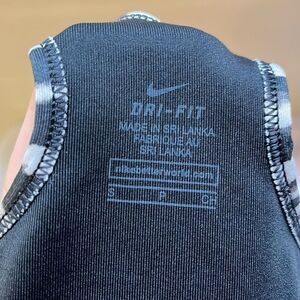 DRI-FIT
MADE IN SRI LANKA
FABRIQUÉ AU
SRI LANKA
nikebetterworld.com
S P CH